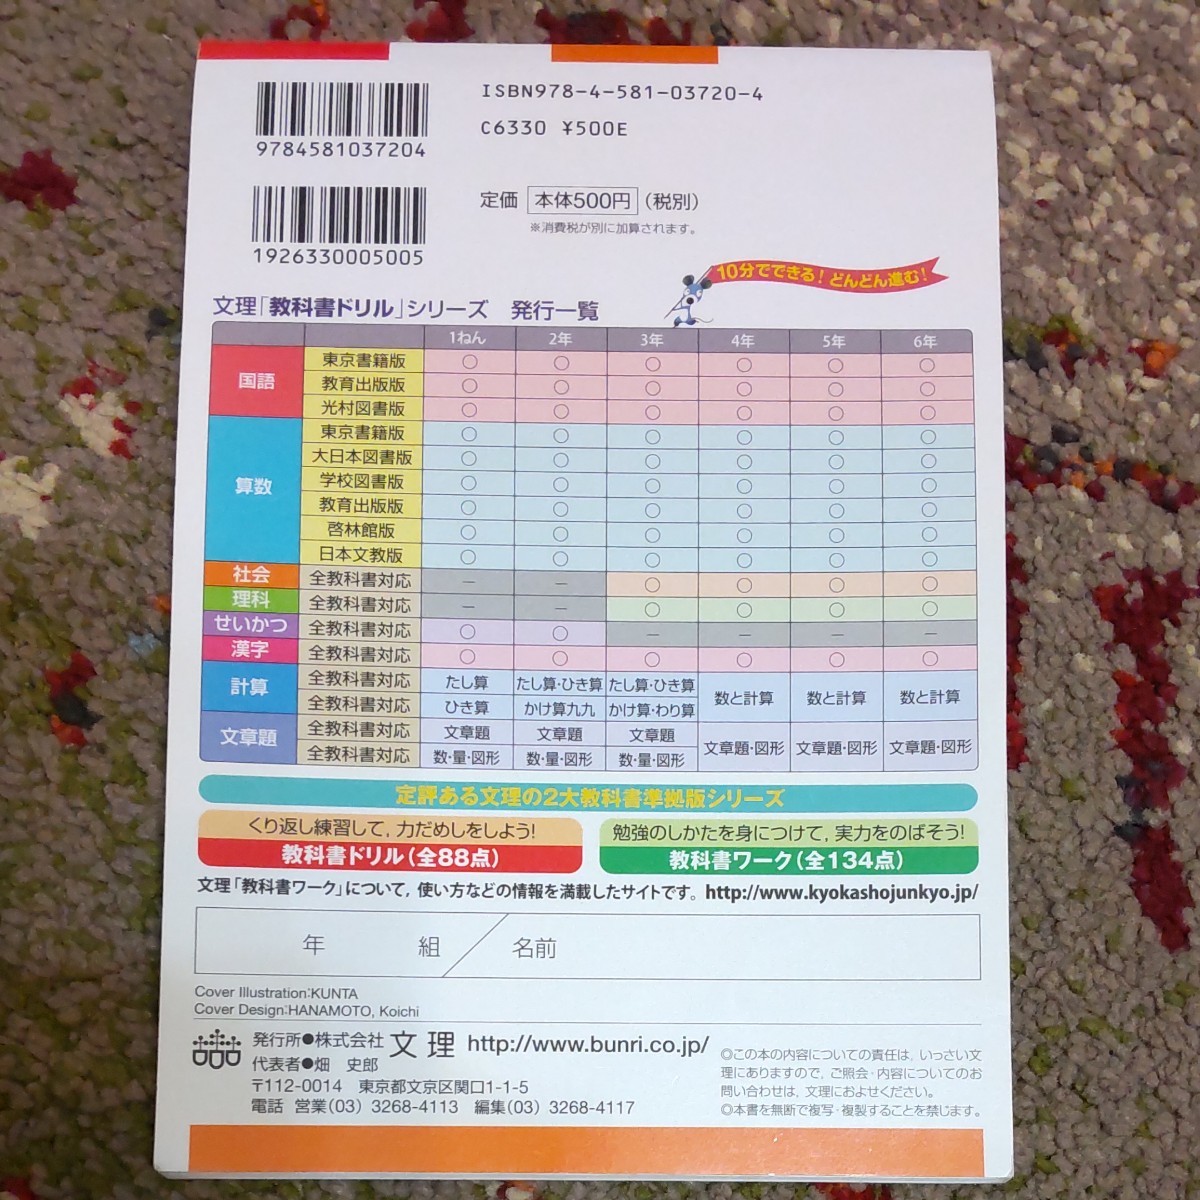 ISBN978-4-581-03720-4
C6330 ¥500E
9784581037204
定価 本体500円 (税別)
※消費税が別に加算されます。
1926330005005
10分でできる! どんどん進む!
文理「教科書ドリル」シリーズ 発行一覧
1ねん 2年 3年 4年 5年 6年
国語 東京書籍版 ○ ○ ○ ○ ○ ○
教育出版版 ○ ○ ○ ○ ○ ○
光村図書版 ○ ○ ○ ○ ○ ○
算数 東京書籍版 ○ ○ ○ ○ ○ ○
大日本図書版 ○ ○ ○ ○ ○ ○
学校図書版 ○ ○ ○ ○ ○ ○
教育出版版 ○ ○ ○ ○ ○ ○
啓林館版 ○ ○ ○ ○ ○ ○
日本文教版 ○ ○ ○ ○ ○ ○
社会 全教科書対応 － － ○ ○ ○ ○
理科 全教科書対応 － － ○ ○ ○ ○
せいかつ 全教科書対応 ○ ○ － － － －
漢字 全教科書対応 ○ ○ ○ ○ ○ ○
計算 全教科書対応 たし算 たし算・ひき算 たし算・ひき算 数と計算 数と計算 数と計算
全教科書対応 ひき算 かけ算九九 かけ算・わり算
文章題 全教科書対応 文章題 文章題 文章題 文章題・図形 文章題・図形 文章題・図形
全教科書対応 数・量・図形 数・量・図形 数・量・図形
定評ある文理の2大教科書準拠版シリーズ
くり返し練習して,力だめしをしよう!
教科書ドリル(全88点)
勉強のしかたを身につけて,実力をのばそう!
教科書ワーク(全134点)
文理「教科書ワーク」について,使い方などの情報を満載したサイトです。http://www.kyokashojunkyo.jp/
年 組 名前
Cover Illustration:KUNTA
Cover Design:HANAMOTO, Koichi
発行所●株式会社 文理 http://www.bunri.co.jp/
代表者●畑 史郎
〒112-0014 東京都文京区関口1-1-5
電話 営業(03) 3268-4113 編集(03) 3268-4117
◎この本の内容についての責任は,いっさい文
理にありますので,ご照会・内容についてのお
問い合わせは,文理におよせください。
◎本書を無断で複写・複製することを禁じます。